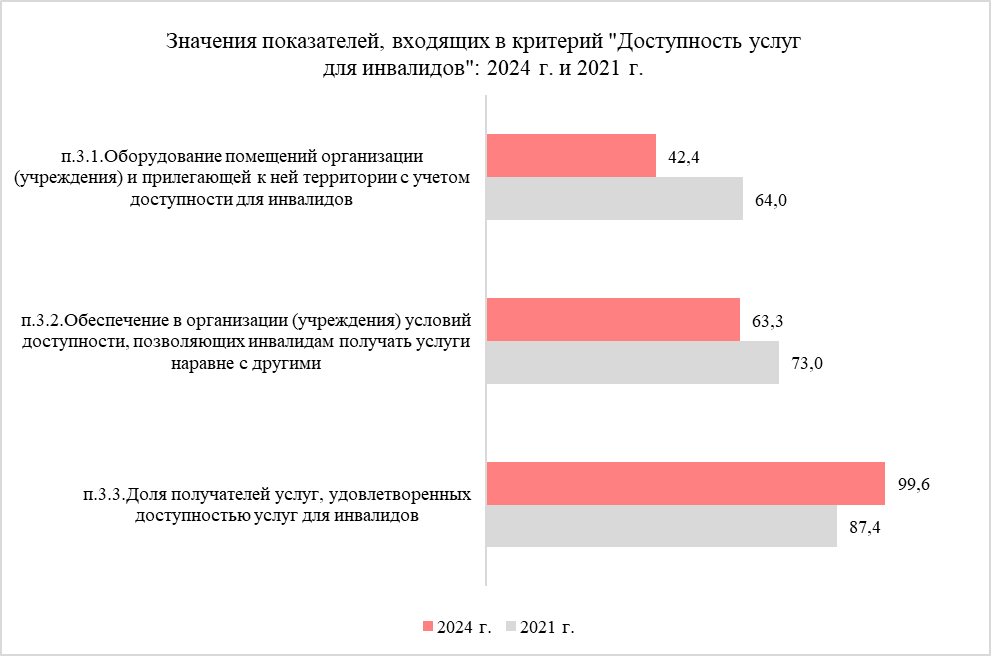 Значения показателей, входящих в критерий "Доступность услуг
для инвалидов": 2024 г. и 2021 г.
п.3.1.Оборудование помещений организации
(учреждения) и прилегающей к ней территории с учетом
доступности для инвалидов
42,4
64,0
п.3.2.Обеспечение в организации (учреждения) условий
доступности, позволяющих инвалидам получать услуги
наравне с другими
63,3
73,0
п.3.3.Доля получателей услуг, удовлетворенных
доступностью услуг для инвалидов
99,6
87,4
2024 г. 2021 г.